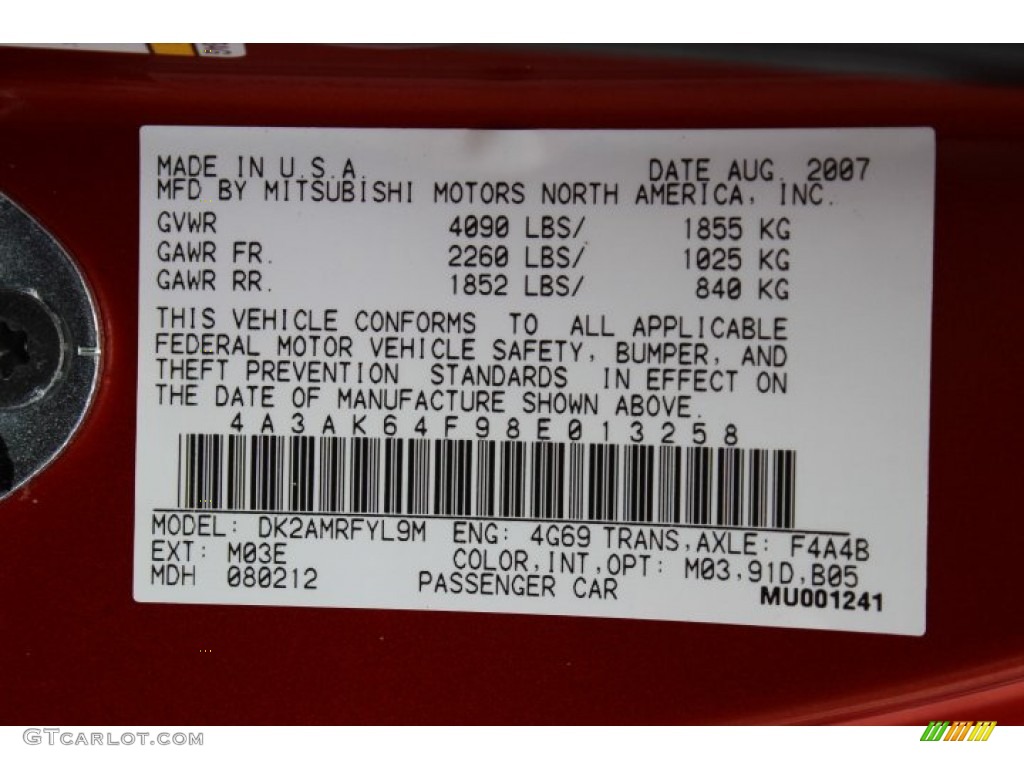 MADE IN U.S.A. DATE AUG. 2007
MFD BY MITSUBISHI MOTORS NORTH AMERICA, INC.
GVWR 4090 LBS/ 1855 KG
GAWR FR. 2260 LBS/ 1025 KG
GAWR RR. 1852 LBS/ 840 KG
THIS VEHICLE CONFORMS TO ALL APPLICABLE
FEDERAL MOTOR VEHICLE SAFETY, BUMPER, AND
THEFT PREVENTION STANDARDS IN EFFECT ON
THE DATE OF MANUFACTURE SHOWN ABOVE.
4A3AK64F98E013258
MODEL: DK2AMRFYL9M ENG: 4G69 TRANS,AXLE: F4A4B
EXT: M03E COLOR,INT,OPT: M03,91D,B05
MDH 080212 PASSENGER CAR
MU001241
GTCarLot.com